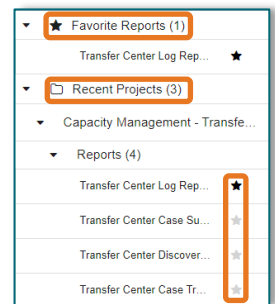 Favorite Reports (1)
Transfer Center Log Rep...
Recent Projects (3)
Capacity Management - Transfe...
Reports (4)
Transfer Center Log Rep...
Transfer Center Case Su...
Transfer Center Discover...
Transfer Center Case Tr...